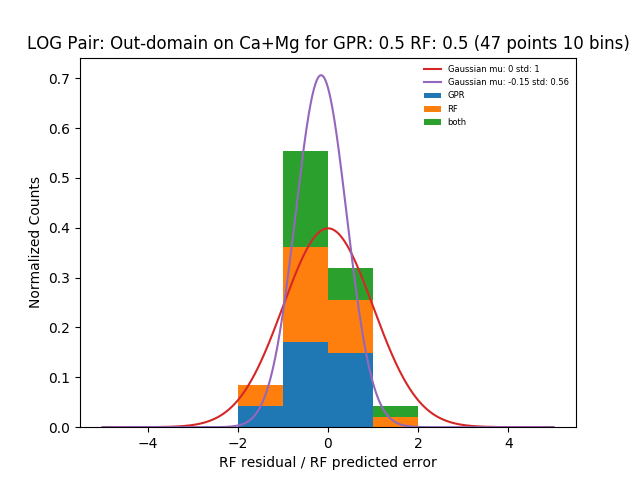 LOG Pair: Out-domain on Ca+Mg for GPR: 0.5 RF: 0.5 (47 points 10 bins)
Gaussian mu: 0 std: 1
Gaussian mu: -0.15 std: 0.56
GPR
RF
both
Normalized Counts
0.7
0.6
0.5
0.4
0.3
0.2
0.1
0.0
−4 −2 0 2 4
RF residual / RF predicted error